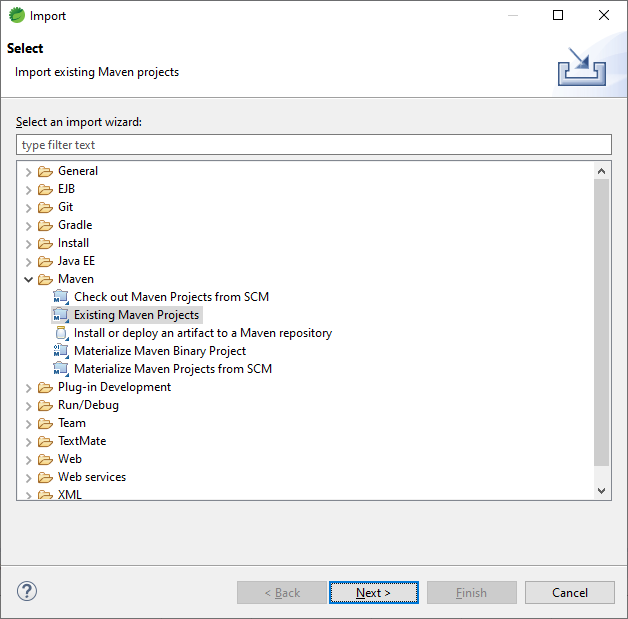 Import
Select
Import existing Maven projects
Select an import wizard:
type filter text
General
EJB
Git
Gradle
Install
Java EE
Maven
Check out Maven Projects from SCM
Existing Maven Projects
Install or deploy an artifact to a Maven repository
Materialize Maven Binary Project
Materialize Maven Projects from SCM
Plug-in Development
Run/Debug
Team
TextMate
Web
Web services
XML
? < Back Next > Finish Cancel